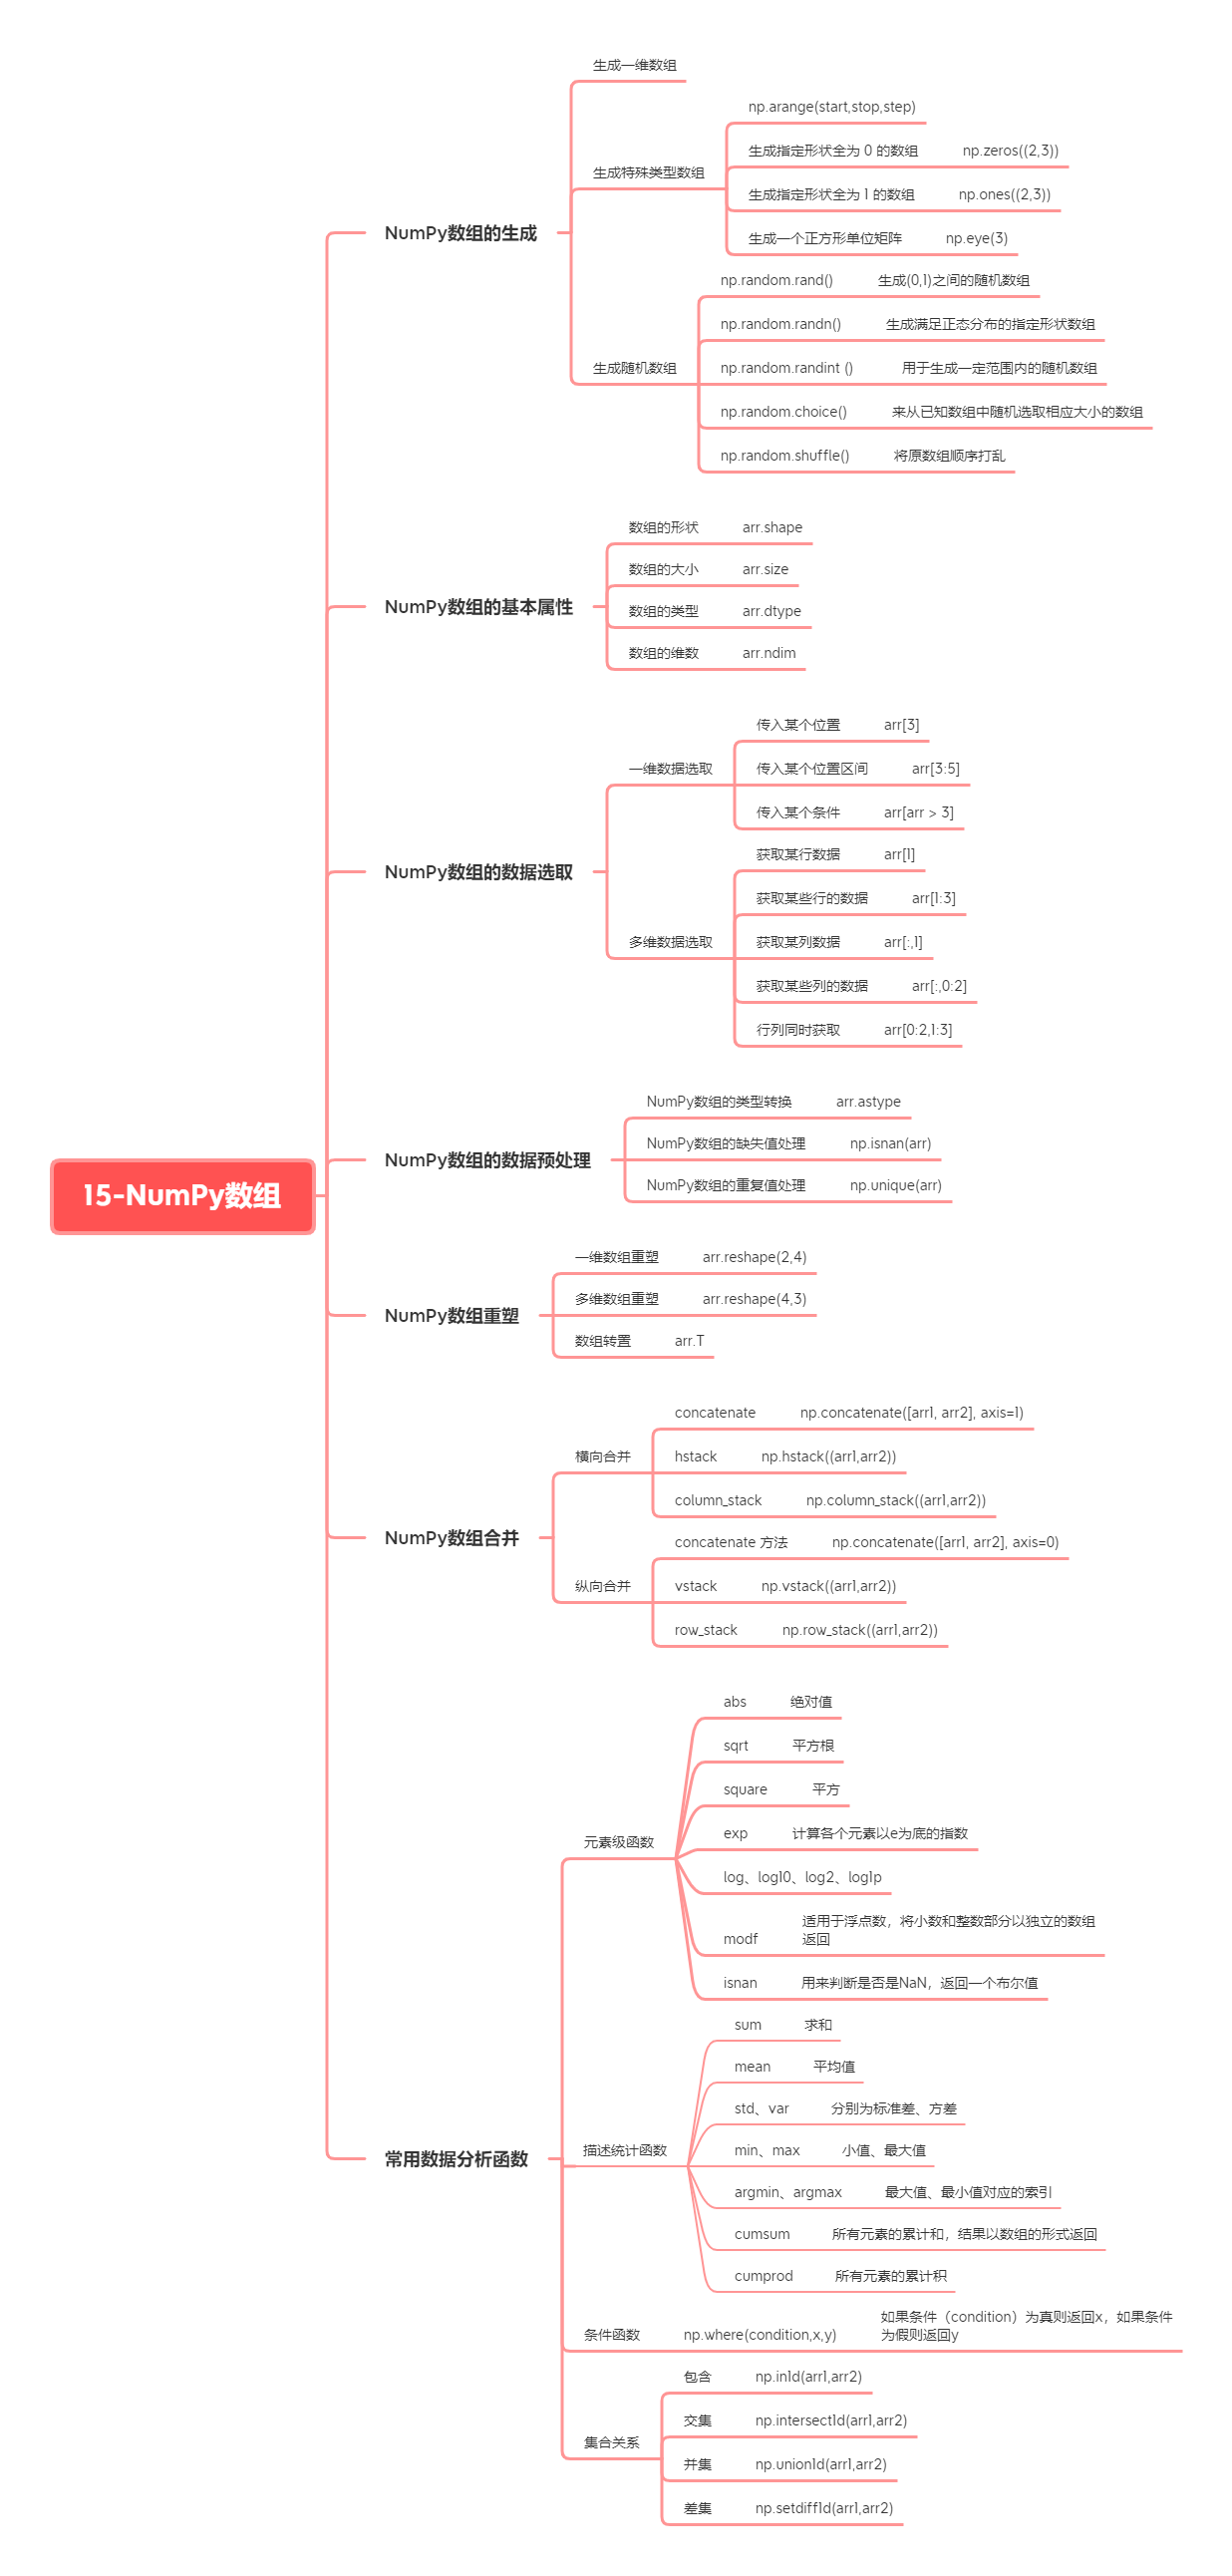 15-NumPy数组
NumPy数组的生成
生成一维数组
生成特殊类型数组
np.arange(start,stop,step)
生成指定形状全为 0 的数组 np.zeros((2,3))
生成指定形状全为 1 的数组 np.ones((2,3))
生成一个正方形单位矩阵 np.eye(3)
生成随机数组
np.random.rand() 生成(0,1)之间的随机数组
np.random.randn() 生成满足正态分布的指定形状数组
np.random.randint () 用于生成一定范围内的随机数组
np.random.choice() 来从已知数组中随机选取相应大小的数组
np.random.shuffle() 将原数组顺序打乱
NumPy数组的基本属性
数组的形状 arr.shape
数组的大小 arr.size
数组的类型 arr.dtype
数组的维数 arr.ndim
NumPy数组的数据选取
一维数据选取
传入某个位置 arr[3]
传入某个位置区间 arr[3:5]
传入某个条件 arr[arr > 3]
多维数据选取
获取某行数据 arr[1]
获取某些行的数据 arr[1:3]
获取某列数据 arr[:,1]
获取某些列的数据 arr[:,0:2]
行列同时获取 arr[0:2,1:3]
NumPy数组的数据预处理
NumPy数组的类型转换 arr.astype
NumPy数组的缺失值处理 np.isnan(arr)
NumPy数组的重复值处理 np.unique(arr)
NumPy数组重塑
一维数组重塑 arr.reshape(2,4)
多维数组重塑 arr.reshape(4,3)
数组转置 arr.T
NumPy数组合并
横向合并
concatenate np.concatenate([arr1, arr2], axis=1)
hstack np.hstack((arr1,arr2))
column_stack np.column_stack((arr1,arr2))
纵向合并
concatenate 方法 np.concatenate([arr1, arr2], axis=0)
vstack np.vstack((arr1,arr2))
row_stack np.row_stack((arr1,arr2))
常用数据分析函数
元素级函数
abs 绝对值
sqrt 平方根
square 平方
exp 计算各个元素以e为底的指数
log、log10、log2、log1p
modf 适用于浮点数，将小数和整数部分以独立的数组
返回
isnan 用来判断是否是NaN，返回一个布尔值
描述统计函数
sum 求和
mean 平均值
std、var 分别为标准差、方差
min、max 小值、最大值
argmin、argmax 最大值、最小值对应的索引
cumsum 所有元素的累计和，结果以数组的形式返回
cumprod 所有元素的累计积
条件函数 np.where(condition,x,y) 如果条件（condition）为真则返回x，如果条件
为假则返回y
集合关系
包含 np.in1d(arr1,arr2)
交集 np.intersect1d(arr1,arr2)
并集 np.union1d(arr1,arr2)
差集 np.setdiff1d(arr1,arr2)